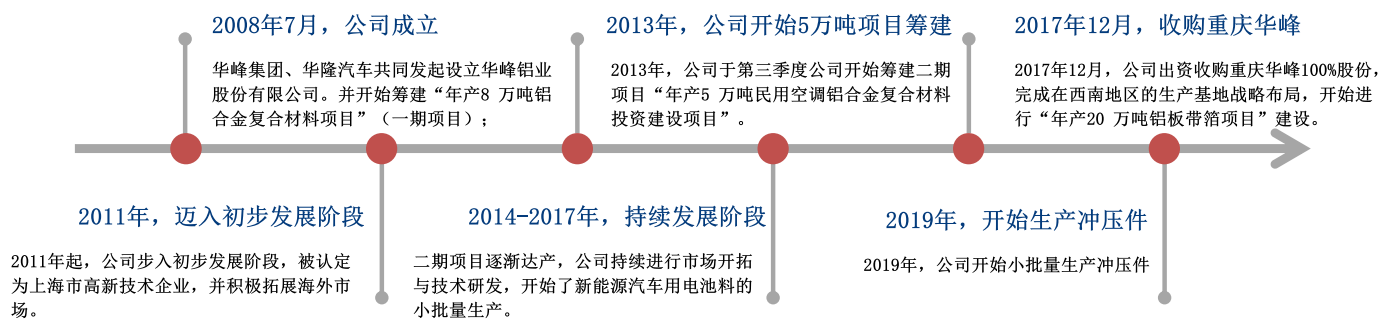 2008年7月，公司成立
华峰集团、华隆汽车共同发起设立华峰铝业
股份有限公司。并开始筹建“年产8 万吨铝
合金复合材料项目”（一期项目）；
2011年，迈入初步发展阶段
2011年起，公司步入初步发展阶段，被认定
为上海市高新技术企业，并积极拓展海外市
场。
2013年，公司开始5万吨项目筹建
2013年，公司于第三季度公司开始筹建二期
项目“年产5 万吨民用空调铝合金复合材料
投资建设项目”。
2014-2017年，持续发展阶段
二期项目逐渐达产，公司持续进行市场开拓
与技术研发，开始了新能源汽车用电池料的
小批量生产。
2017年12月，收购重庆华峰
2017年12月，公司出资收购重庆华峰100%股份，
完成在西南地区的生产基地战略布局，开始进
行“年产20 万吨铝板带箔项目”建设。
2019年，开始生产冲压件
2019年，公司开始小批量生产冲压件